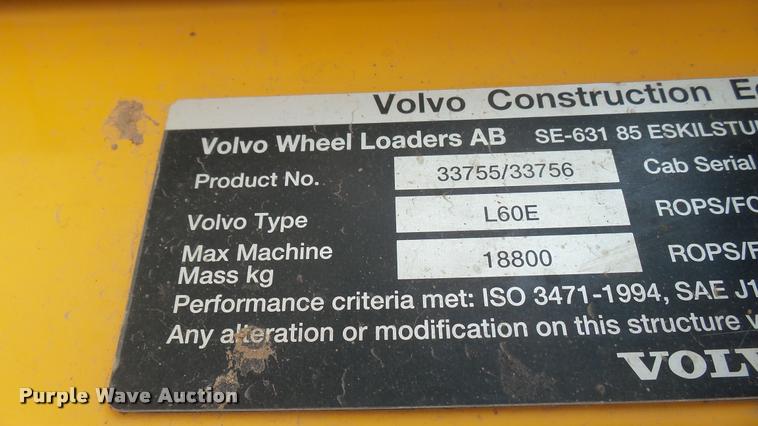 Volvo Construction
Volvo Wheel Loaders AB SE-631 85
Product No. 33755/33756 Cab Serial
Volvo Type L60E
Max Machine
Mass kg 18800
Performance criteria met: ISO 3471-1994, SAE
Any alteration or modification on this structure
Purple Wave Auction